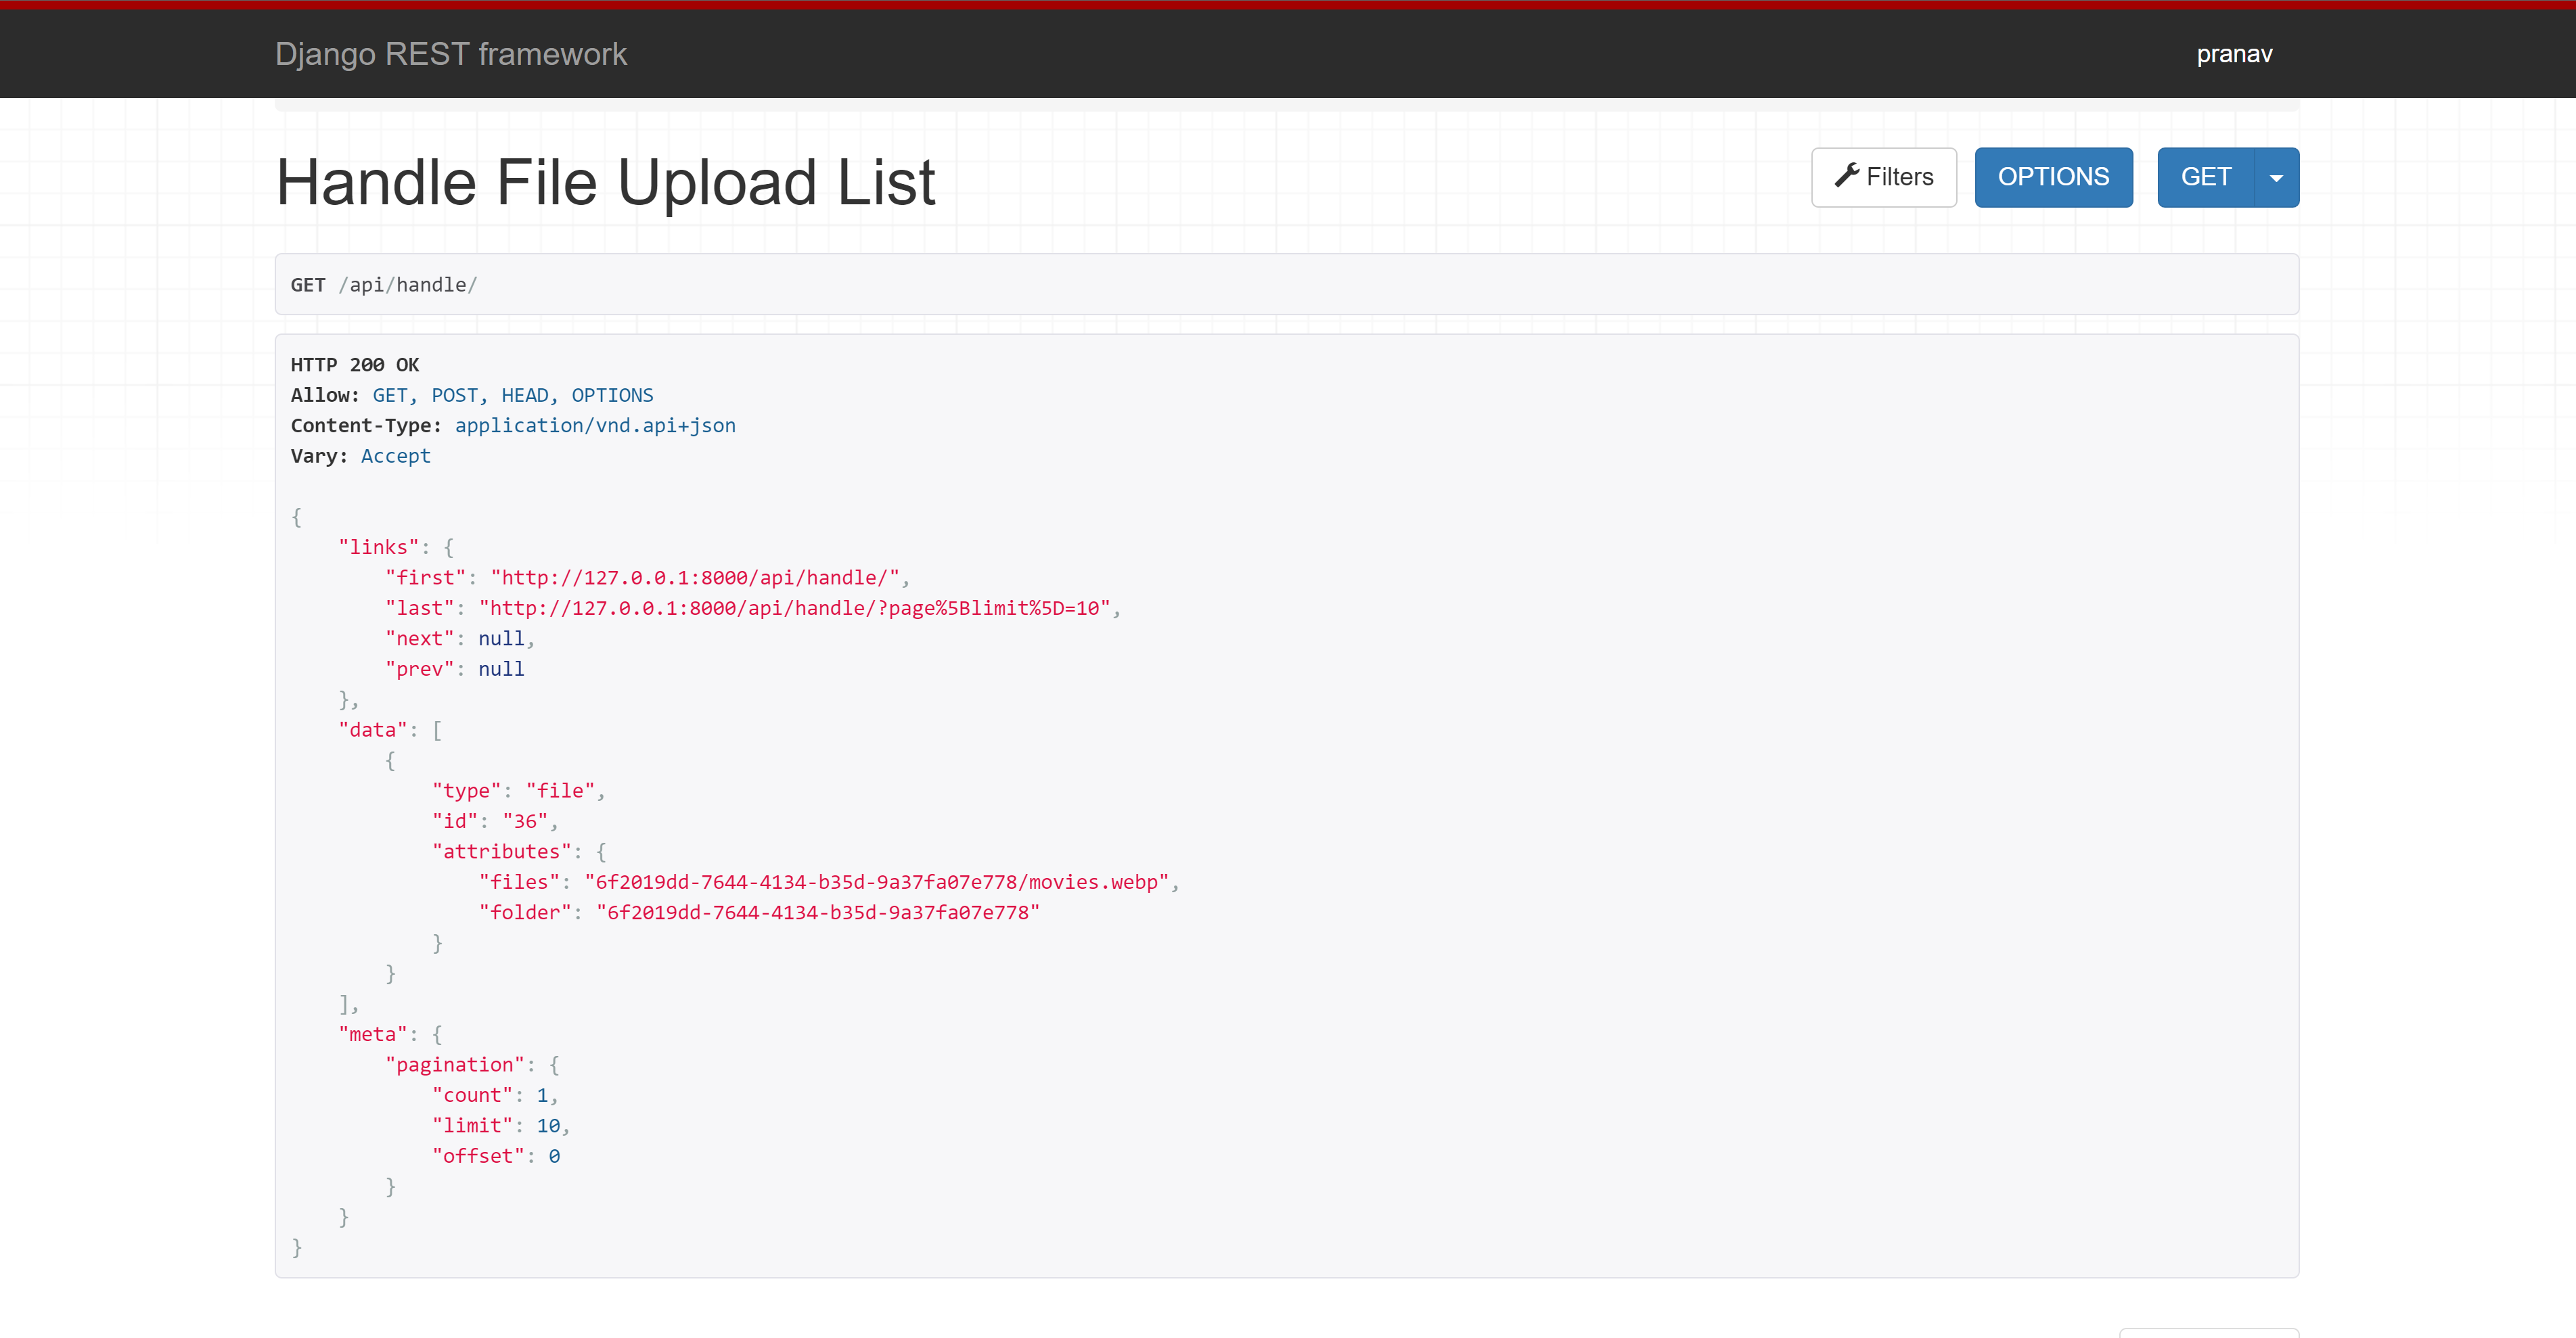 Django REST framework
pranav
Handle File Upload List
Filters
OPTIONS
GET
GET /api/handle/
HTTP 200 OK
Allow: GET, POST, HEAD, OPTIONS
Content-Type: application/vnd.api+json
Vary: Accept
{
    "links": {
        "first": "http://127.0.0.1:8000/api/handle/",
        "last": "http://127.0.0.1:8000/api/handle/?page%5Blimit%5D=10",
        "next": null,
        "prev": null
    },
    "data": [
        {
            "type": "file",
            "id": "36",
            "attributes": {
                "files": "6f2019dd-7644-4134-b35d-9a37fa07e778/movies.webp",
                "folder": "6f2019dd-7644-4134-b35d-9a37fa07e778"
            }
        }
    ],
    "meta": {
        "pagination": {
            "count": 1,
            "limit": 10,
            "offset": 0
        }
    }
}